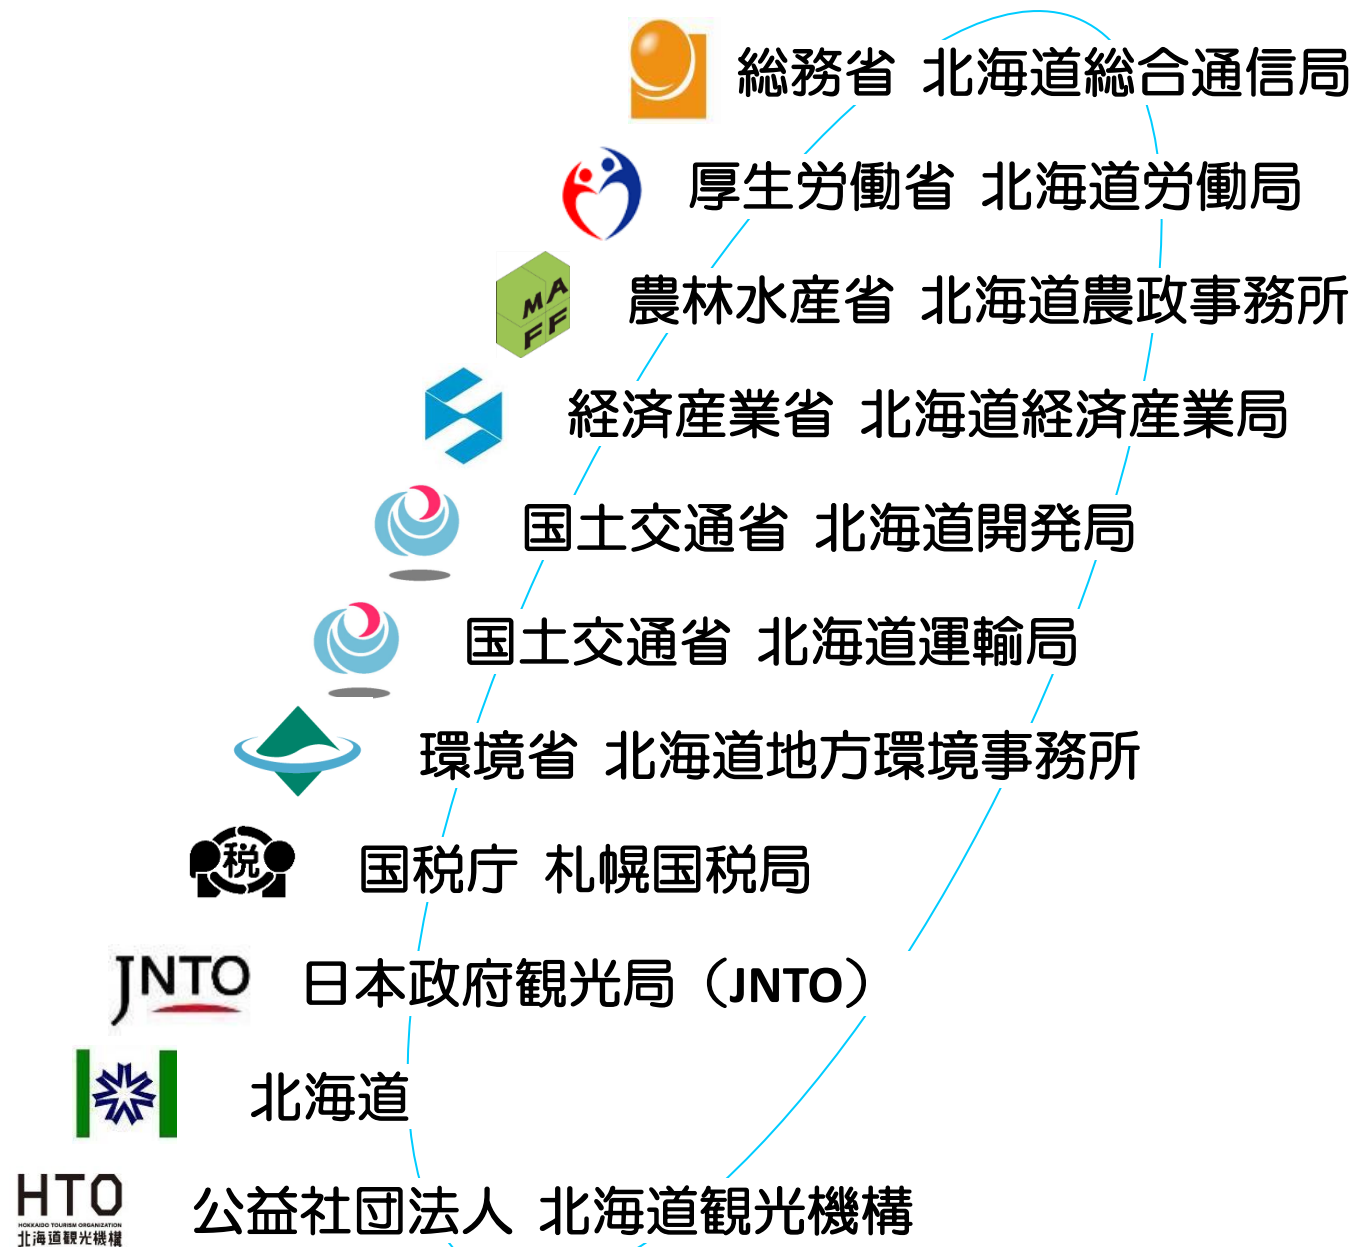 総務省 北海道総合通信局
厚生労働省 北海道労働局
MA
FF
農林水産省 北海道農政事務所
経済産業省 北海道経済産業局
国土交通省 北海道開発局
国土交通省 北海道運輸局
環境省 北海道地方環境事務所
税
国税庁 札幌国税局
JNTO
日本政府観光局（JNTO）
北海道
HTO
HOKKAIDO TOURISM ORGANIZATION
北海道観光機構
公益社団法人 北海道観光機構